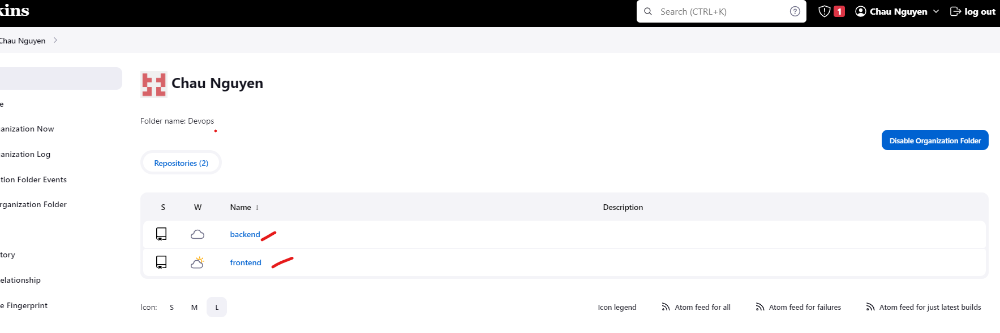 kins
Search (CTRL+K)
1
Chau Nguyen
log out
Chau Nguyen
Chau Nguyen
e
anization Now
anization Log
tion Folder Events
rganization Folder
tory
elationship
e Fingerprint
Folder name: Devops
Disable Organization Folder
Repositories (2)
S W Name ↓ Description
backend
frontend
Icon: S M L
Icon legend
Atom feed for all
Atom feed for failures
Atom feed for just latest builds